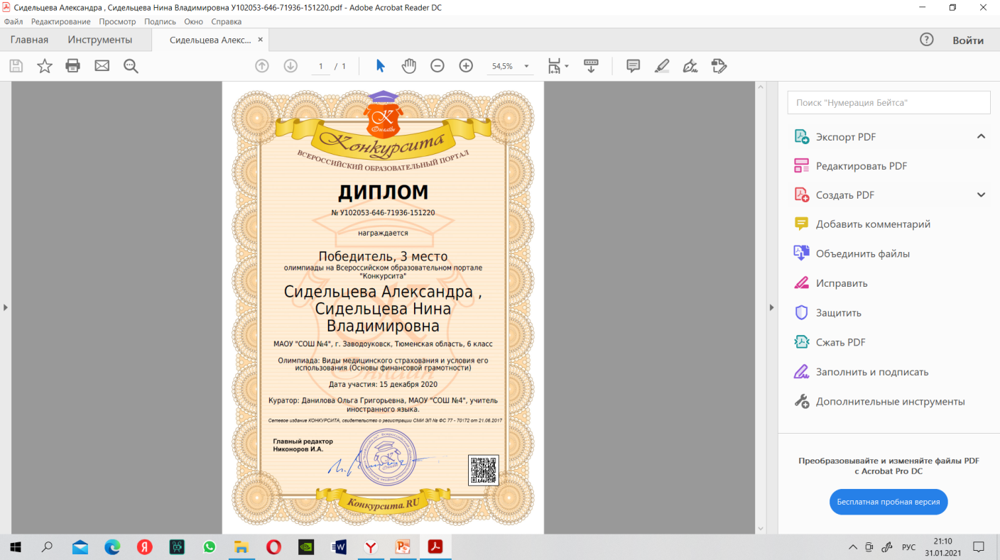 Сидельцева Александра , Сидельцева Нина Владимировна У102053-646-71936-151220.pdf - Adobe Acrobat Reader DC
Файл Редактирование Просмотр Подпись Окно Справка
Главная Инструменты Сидельцева Алекс... × ? Войти
1 / 1 54,5%
Поиск "Нумерация Бейтса"
Экспорт PDF
Редактировать PDF
Создать PDF
Добавить комментарий
Объединить файлы
Исправить
Защитить
Сжать PDF
Заполнить и подписать
Дополнительные инструменты
Преобразовывайте и изменяйте файлы PDF
с Acrobat Pro DC
Бесплатная пробная версия
К
Онлайн
Конкурсита
ВСЕРОССИЙСКИЙ ОБРАЗОВАТЕЛЬНЫЙ ПОРТАЛ
ДИПЛОМ
№ У102053-646-71936-151220
награждается
Победитель, 3 место
олимпиады на Всероссийском образовательном портале
"Конкурсита"
Сидельцева Александра ,
Сидельцева Нина
Владимировна
МАОУ "СОШ №4", г. Заводоуковск, Тюменская область, 6 класс
Олимпиада: Виды медицинского страхования и условия его
использования (Основы финансовой грамотности)
Дата участия: 15 декабря 2020
Куратор: Данилова Ольга Григорьевна, МАОУ "СОШ №4", учитель
иностранного языка.
Сетевое издание КОНКУРСИТА, свидетельство о регистрации СМИ ЭЛ № ФС 77 - 70172 от 21.06.2017
Главный редактор
Никоноров И.А.
Конкурсита.RU
РУС
21:10
31.01.2021